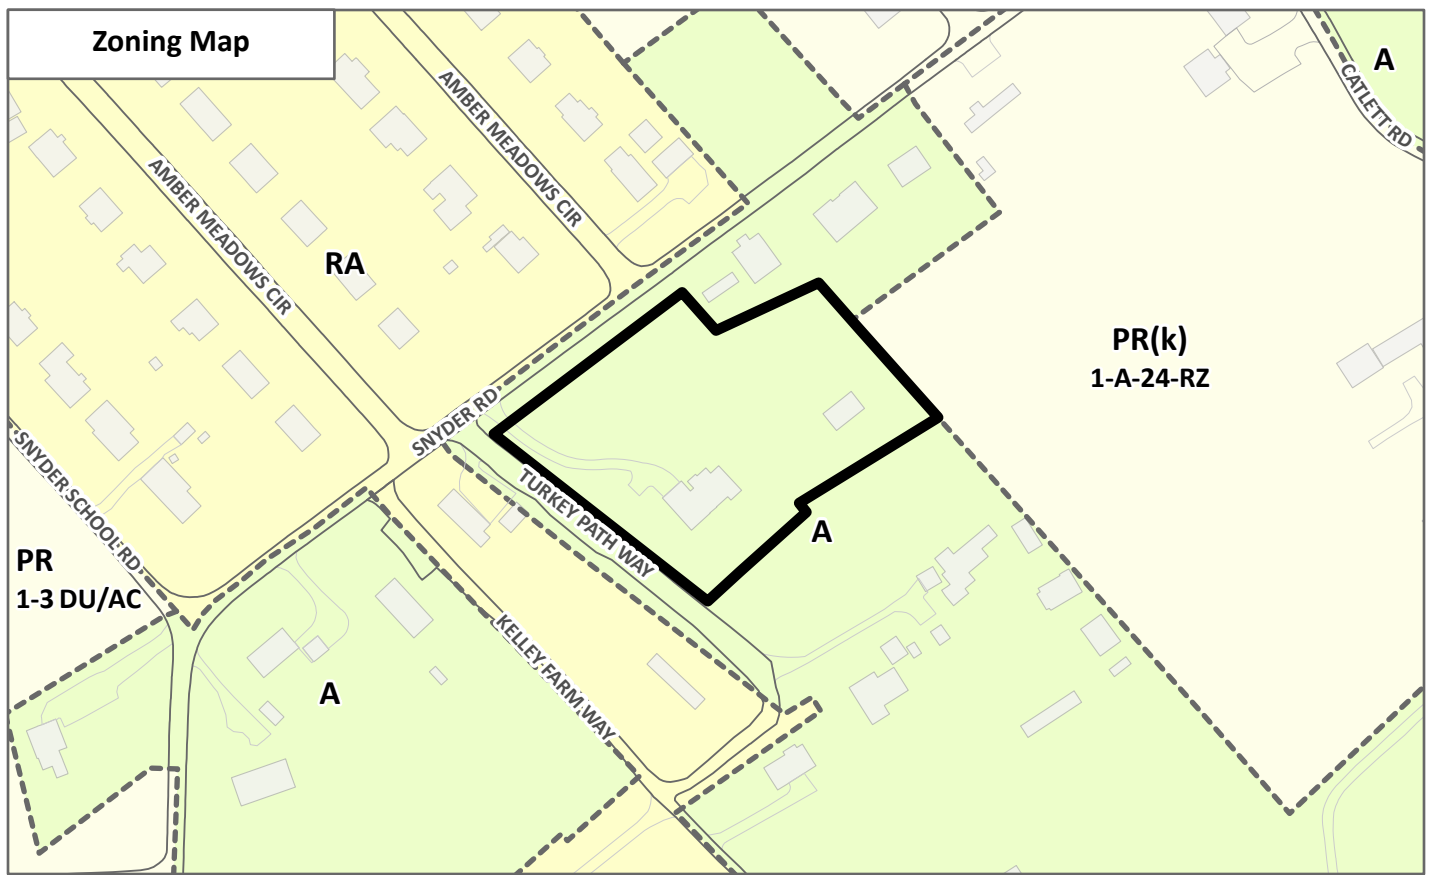 Zoning Map
A
CATLETT RD
AMBER MEADOWS CIR
AMBER MEADOWS CIR
RA
PR(k)
1-A-24-RZ
SNYDER RD
SNYDER SCHOOL RD
TURKEY PATH WAY
A
PR
1-3 DU/AC
KELLEY FARM WAY
A